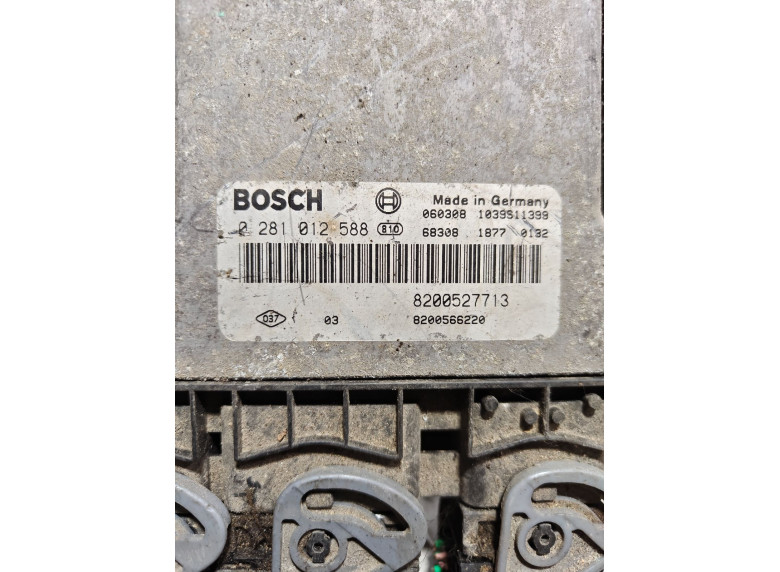 BOSCH Made in Germany
060308 1039S11399
0 281 012 588 810 68308 1877 0132
8200527713
037 03 8200566220